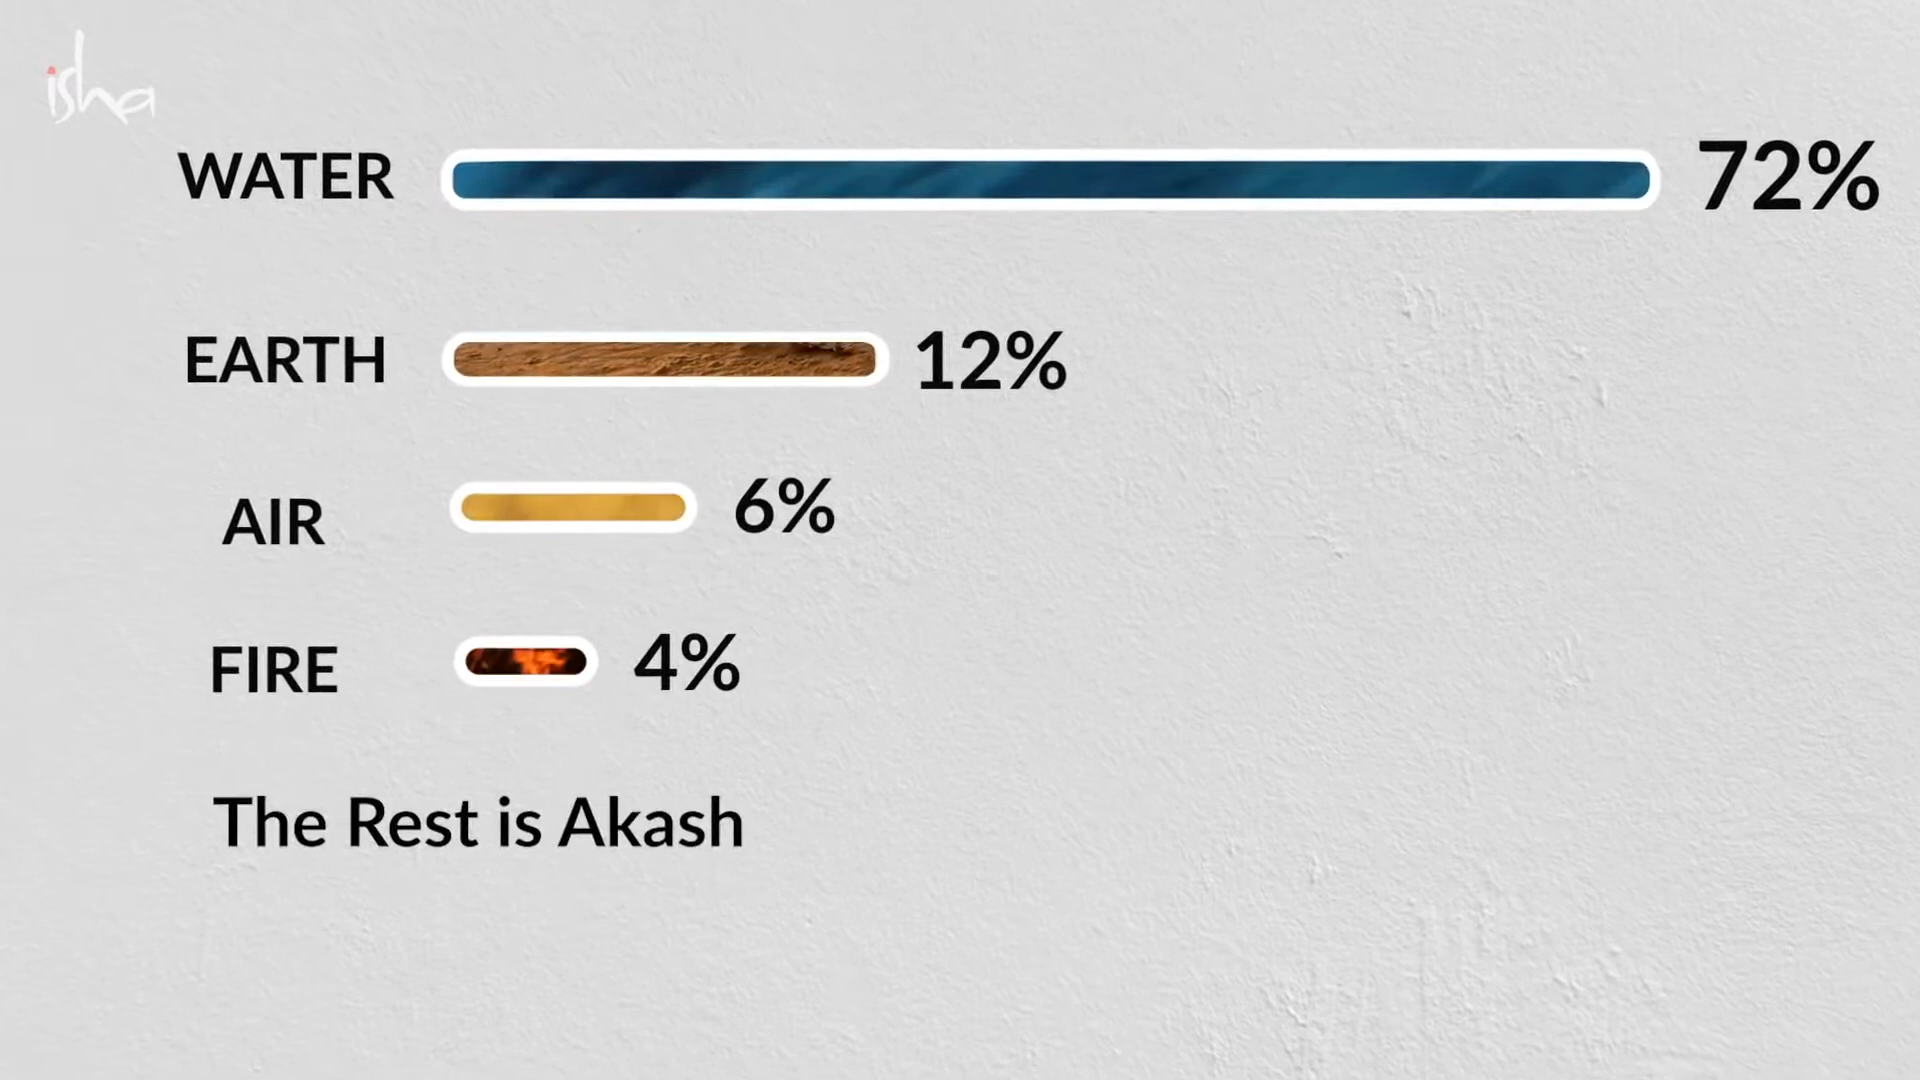 isha
WATER 72%
EARTH 12%
AIR 6%
FIRE 4%
The Rest is Akash